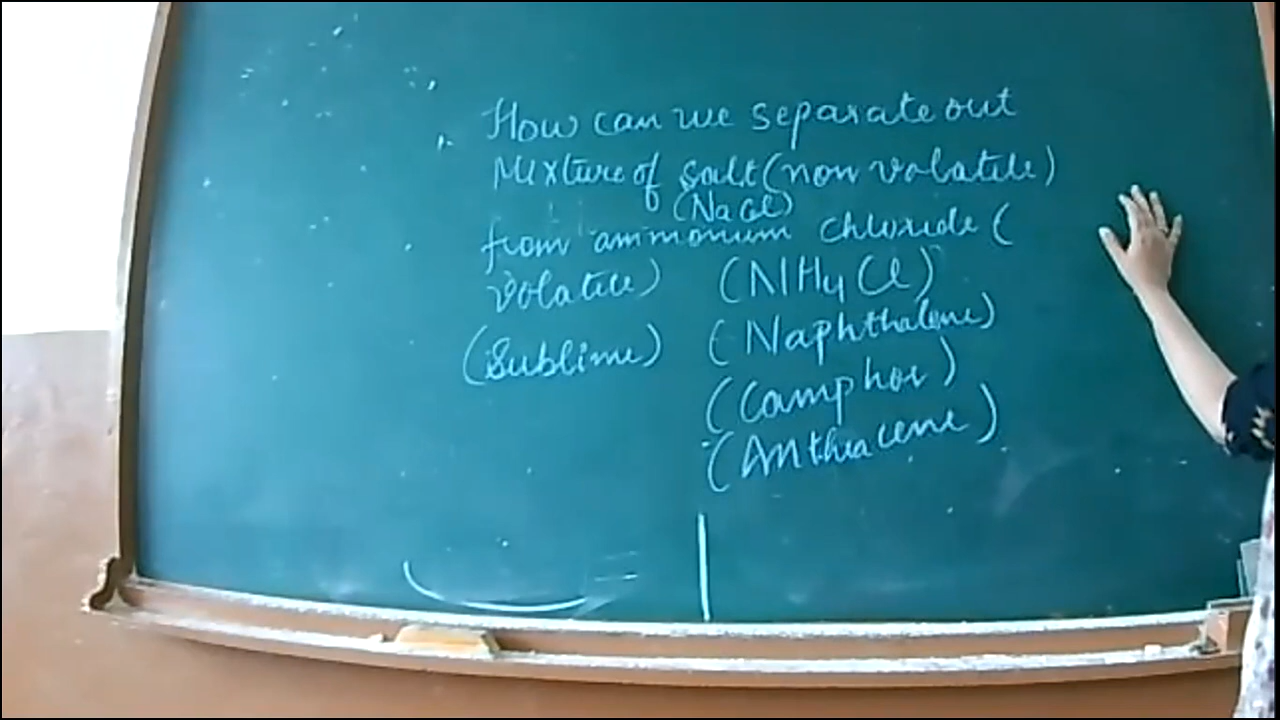 How can we separate out
Mixture of salt (non volatile)
(NaCl)
from ammonium chloride (
volatile) (NH4Cl)
(Sublime) (Naphthalene)
(Camphor)
(Anthracene)